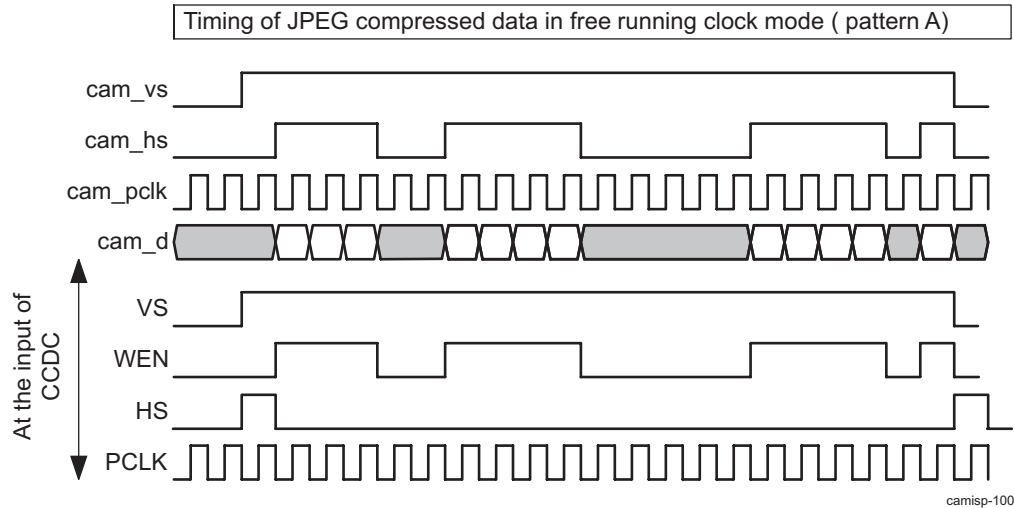 Timing of JPEG compressed data in free running clock mode ( pattern A)
cam_vs
cam_hs
cam_pclk
cam_d
At the input of
CCDC
VS
WEN
HS
PCLK
camisp-100